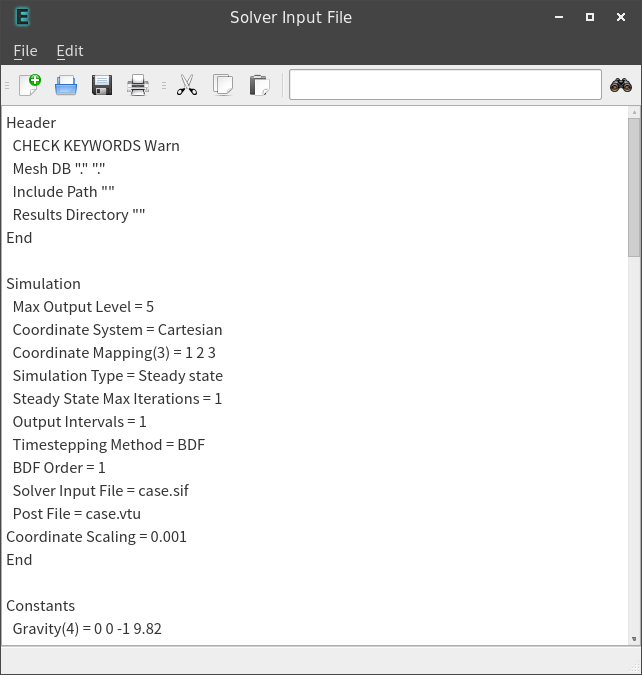 E
Solver Input File
File Edit
Header
CHECK KEYWORDS Warn
Mesh DB "." "."
Include Path ""
Results Directory ""
End
Simulation
Max Output Level = 5
Coordinate System = Cartesian
Coordinate Mapping(3) = 1 2 3
Simulation Type = Steady state
Steady State Max Iterations = 1
Output Intervals = 1
Timestepping Method = BDF
BDF Order = 1
Solver Input File = case.sif
Post File = case.vtu
Coordinate Scaling = 0.001
End
Constants
Gravity(4) = 0 0 -1 9.82